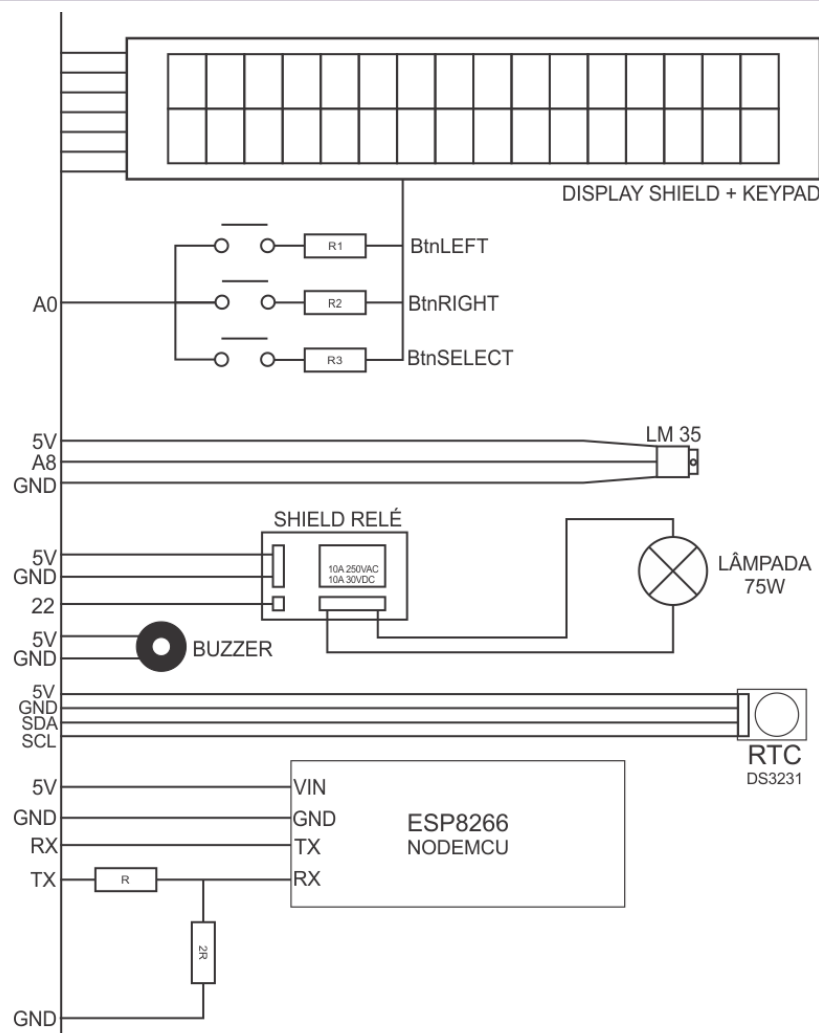 DISPLAY SHIELD + KEYPAD
R1
BtnLEFT
A0
R2
BtnRIGHT
R3
BtnSELECT
5V
LM 35
A8
GND
SHIELD RELÉ
5V
10A 250VAC
10A 30VDC
LÂMPADA
75W
GND
22
5V
BUZZER
GND
5V
GND
SDA
SCL
RTC
DS3231
5V
VIN
GND
GND
ESP8266
NODEMCU
RX
TX
TX
R
RX
2R
GND